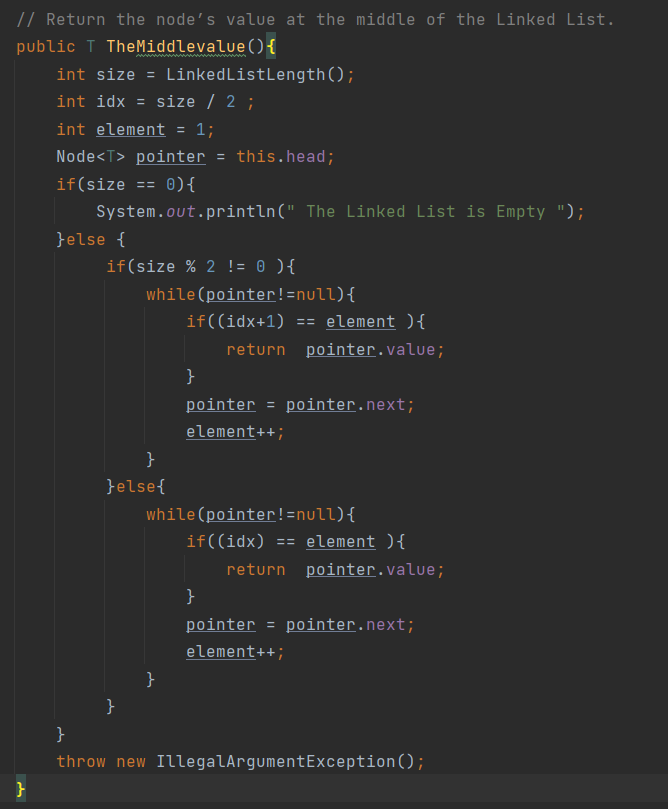 // Return the node’s value at the middle of the Linked List.
public T TheMiddlevalue(){
    int size = LinkedListLength();
    int idx = size / 2 ;
    int element = 1;
    Node<T> pointer = this.head;
    if(size == 0){
        System.out.println(" The Linked List is Empty ");
    }else {
         if(size % 2 != 0 ){
             while(pointer!=null){
                 if((idx+1) == element ){
                     return  pointer.value;
                 }
                 pointer = pointer.next;
                 element++;
             }
         }else{
             while(pointer!=null){
                 if((idx) == element ){
                     return  pointer.value;
                 }
                 pointer = pointer.next;
                 element++;
             }
         }
    }
    throw new IllegalArgumentException();
}